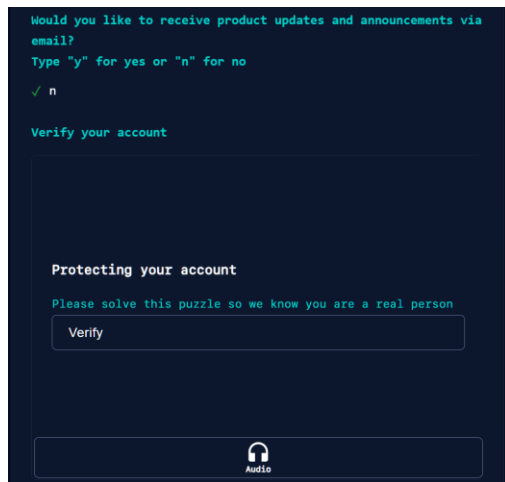 Would you like to receive product updates and announcements via
email?
Type "y" for yes or "n" for no
✓ n
Verify your account
Protecting your account
Please solve this puzzle so we know you are a real person
Verify
Audio